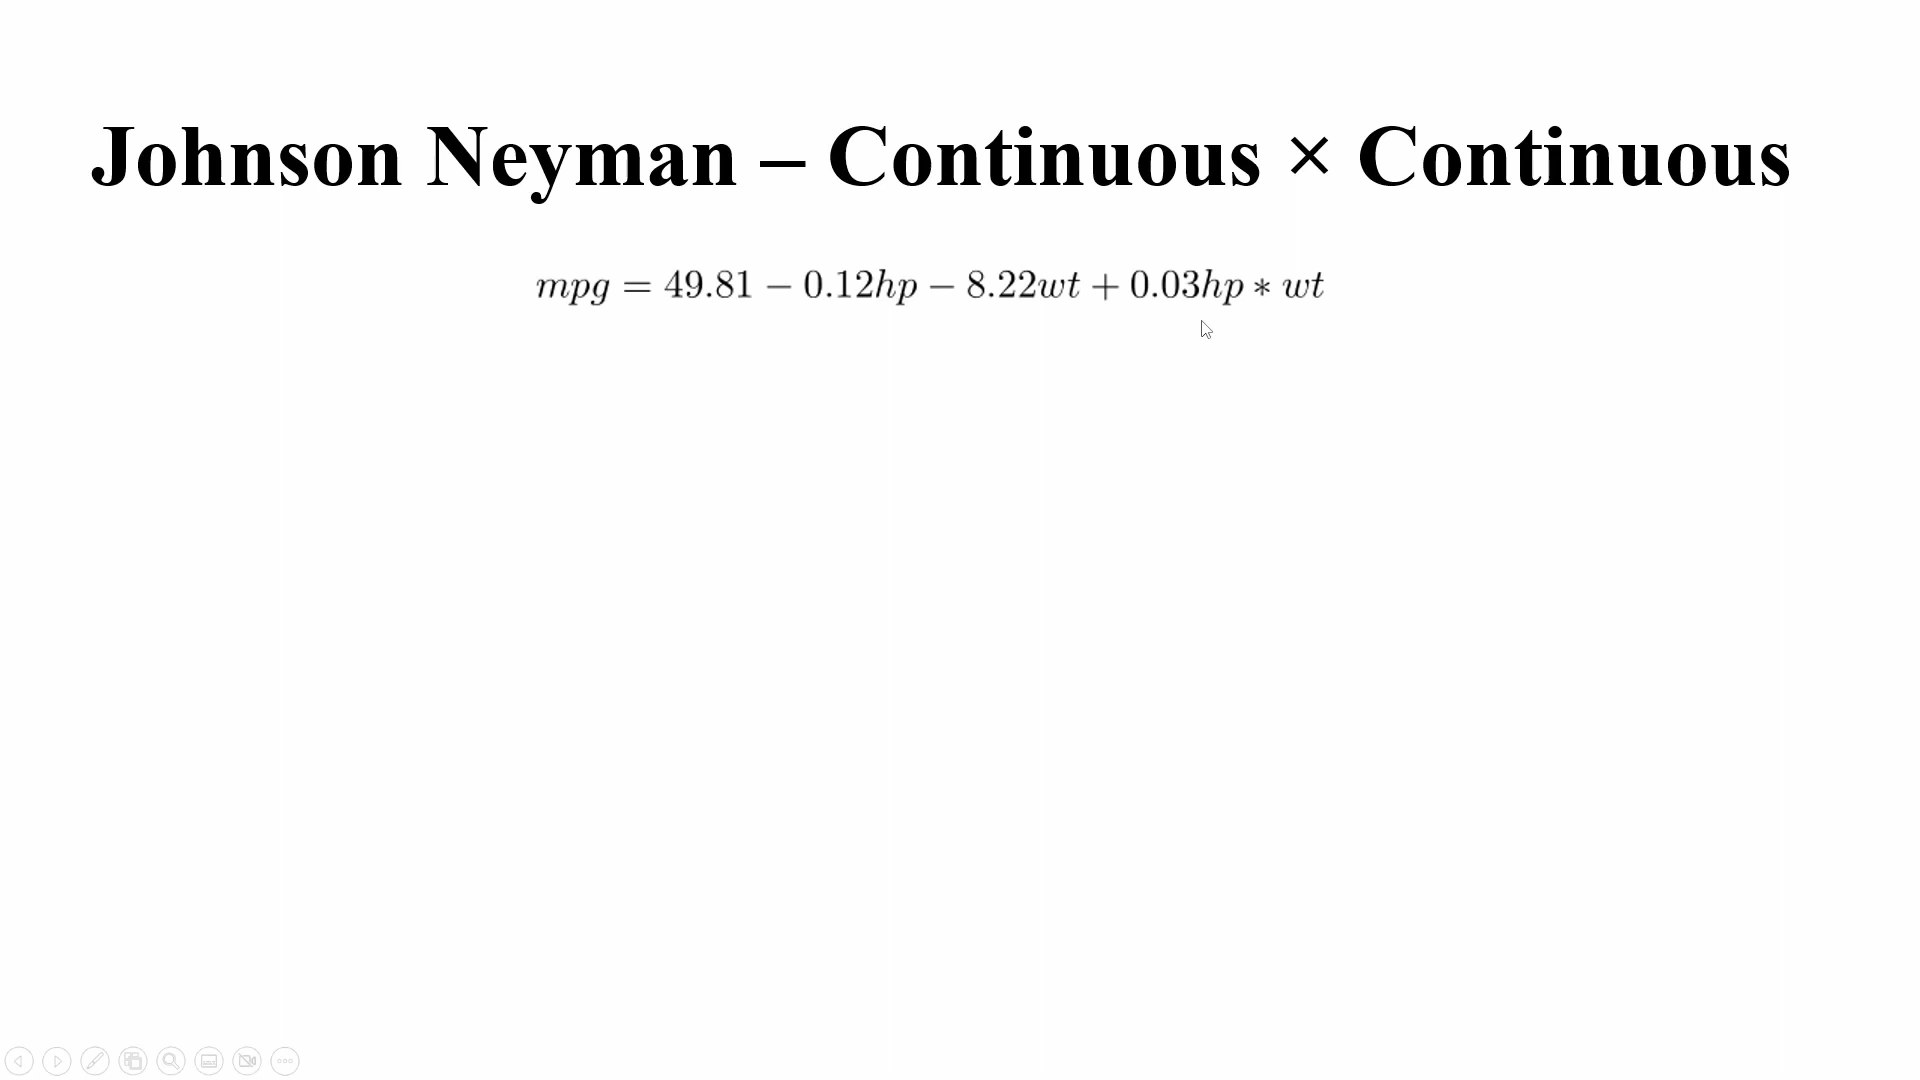 Johnson Neyman – Continuous × Continuous
mpg = 49.81 − 0.12hp − 8.22wt + 0.03hp ∗ wt